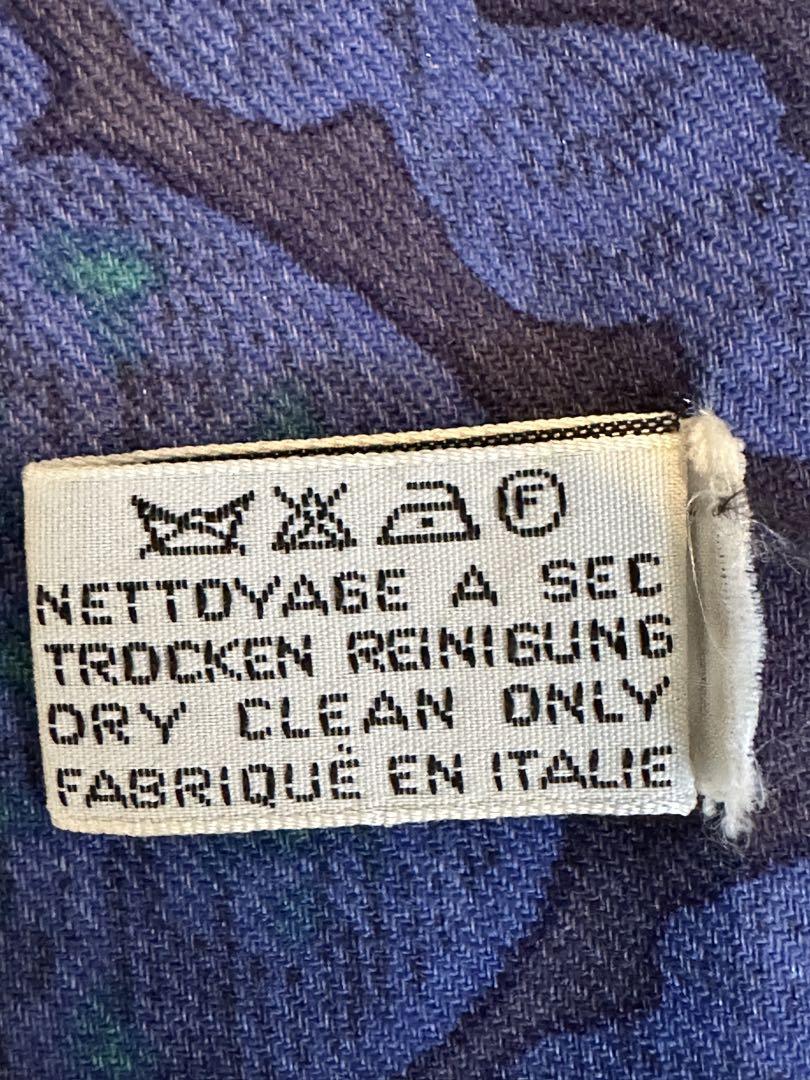 F
NETTOYAGE A SEC
TROCKEN REINIGUNG
DRY CLEAN ONLY
FABRIQUÉ EN ITALIE